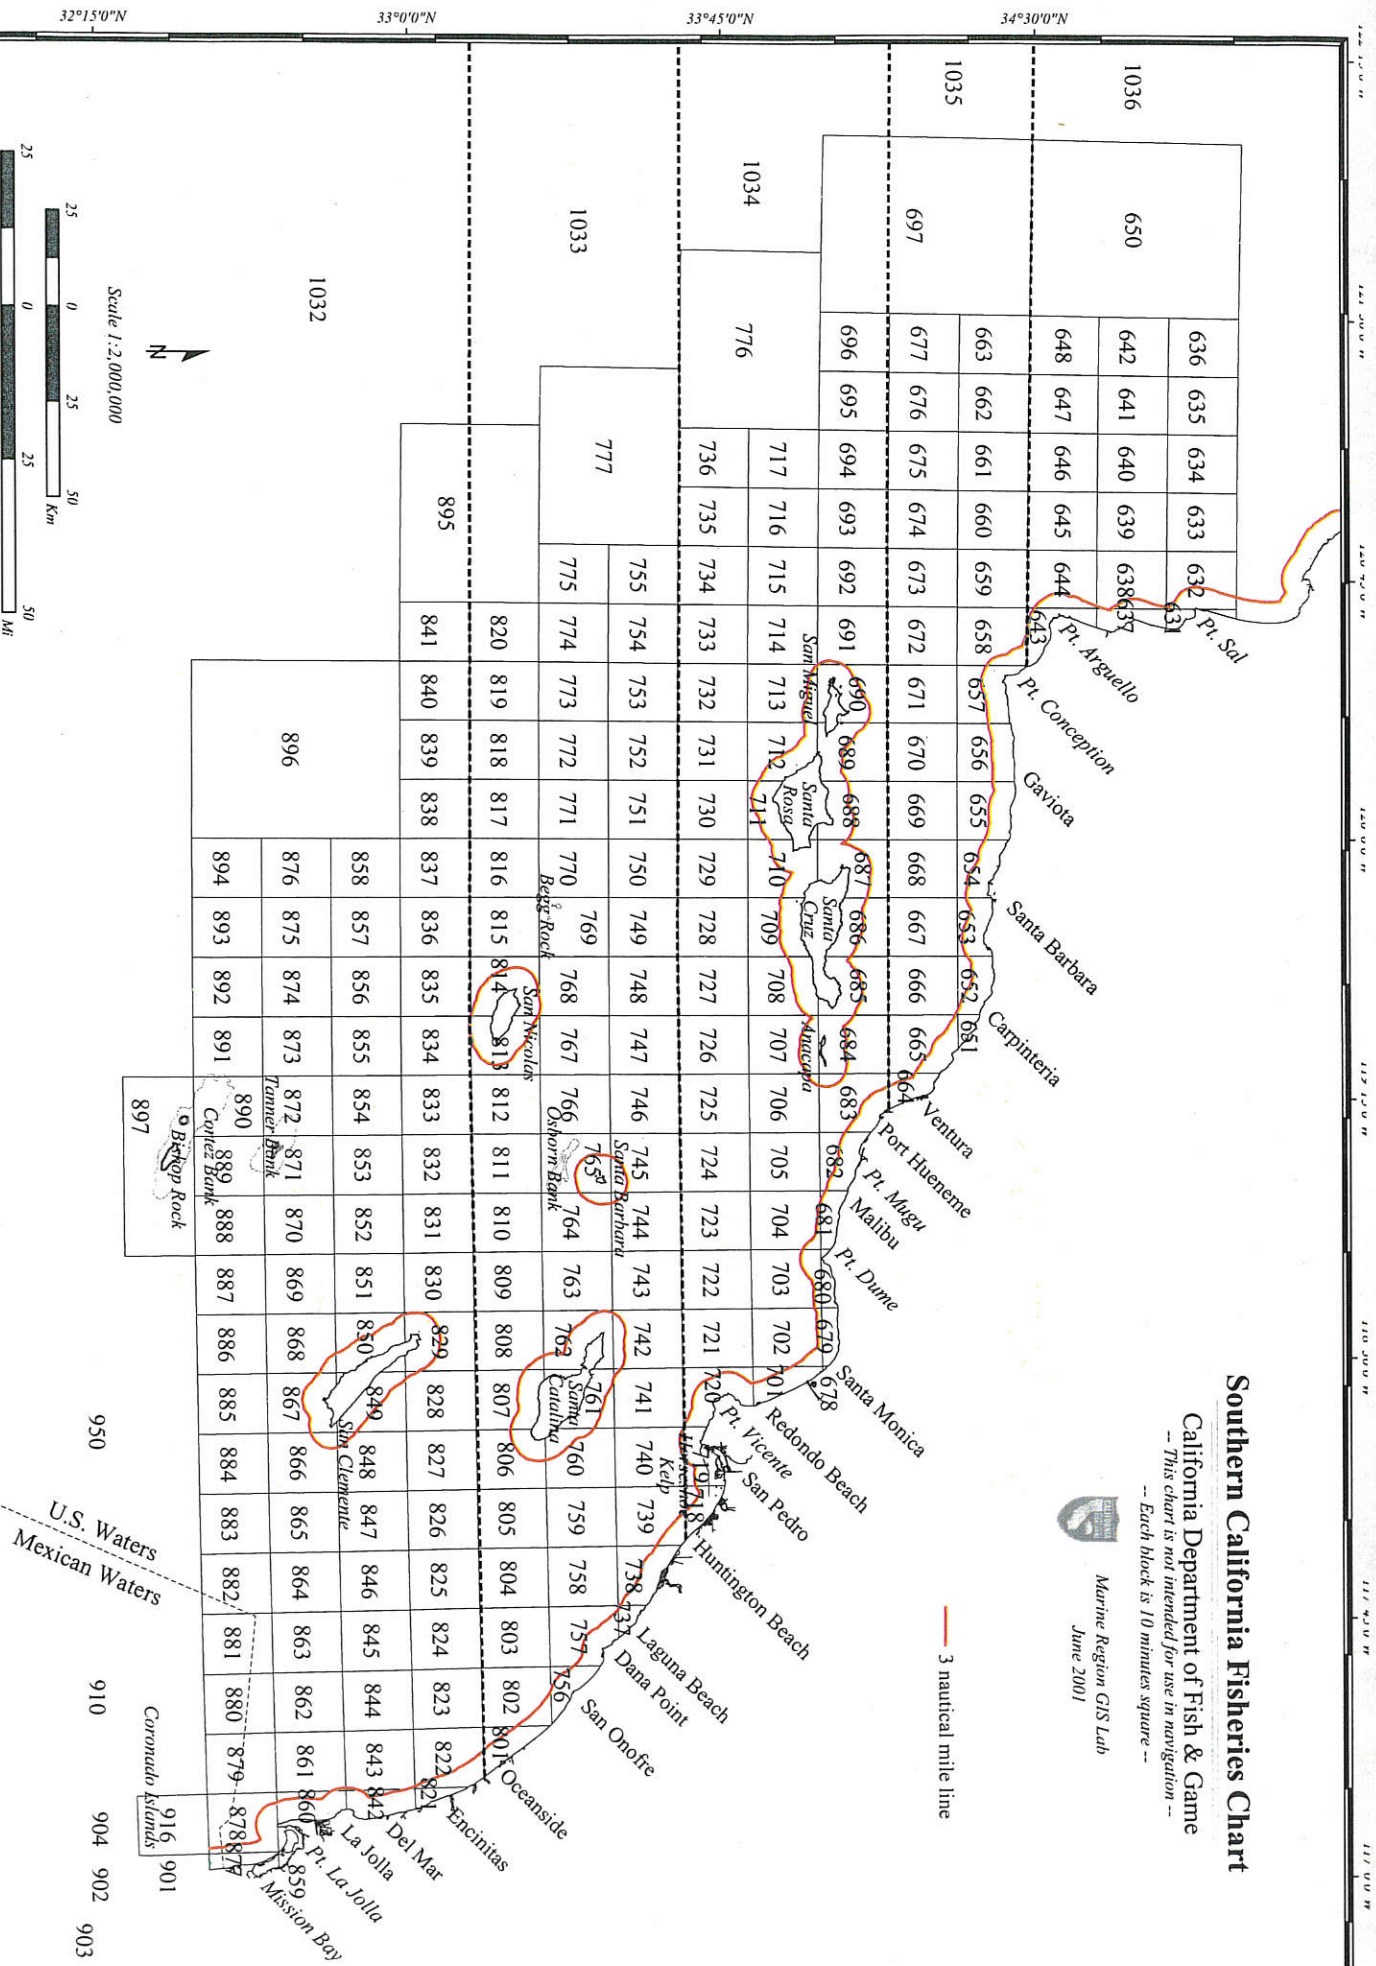 Southern California Fisheries Chart
California Department of Fish & Game
-- This chart is not intended for use in navigation --
-- Each block is 10 minutes square --
Marine Region GIS Lab
June 2001
3 nautical mile line
34°30'0"N
33°45'0"N
33°0'0"N
32°15'0"N
636 635 634 633 632 631
Pt. Sal
1036 650 642 641 640 639 638 637
648 647 646 645 644 643
Pt. Arguello
Pt. Conception
Gaviota
Santa Barbara
Carpinteria
1035 663 662 661 660 659 658 657 656 655 654 653 652 651
697 677 676 675 674 673 672 671 670 669 668 667 666 665 664
Ventura
Port Hueneme
Pt. Mugu
Malibu
Pt. Dume
Santa Monica
696 695 694 693 692 691 690 689 688 687 686 685 684 683 682 681 680 679 678
San Miguel
Santa
Rosa
Santa
Cruz
Anacapa
1034 776 717 716 715 714 713 712 711 710 709 708 707 706 705 704 703 702 701
Redondo Beach
Pt. Vicente
San Pedro
736 735 734 733 732 731 730 729 728 727 726 725 724 723 722 721 720 719 718
Horseshoe
Kelp
Huntington Beach
Laguna Beach
Dana Point
San Onofre
1033 777 755 754 753 752 751 750 749 748 747 746 745 744 743 742 741 740 739 738 737
Santa Barbara
775 774 773 772 771 770 769 768 767 766 765 764 763 762 761 760 759 758 757 756
Begg Rock
Osborn Bank
Santa
Catalina
San Nicolas
820 819 818 817 816 815 814 813 812 811 810 809 808 807 806 805 804 803 802 801
Oceanside
Encinitas
Del Mar
La Jolla
Pt. La Jolla
Mission Bay
895 841 840 839 838 837 836 835 834 833 832 831 830 829 828 827 826 825 824 823 822 821
1032 858 857 856 855 854 853 852 851 850 849 848 847 846 845 844 843 842
San Clemente
896 876 875 874 873 872 871 870 869 868 867 866 865 864 863 862 861 860 859
Tanner Bank
894 893 892 891 890 889 888 887 886 885 884 883 882 881 880 879 878 877
Cortez Bank
Bishop Rock
897 916 901
Coronado Islands
950 910 904 902 903
U.S. Waters
Mexican Waters
N
Scale 1:2,000,000
25 0 25 50
Km
25 0 25 50
Mi